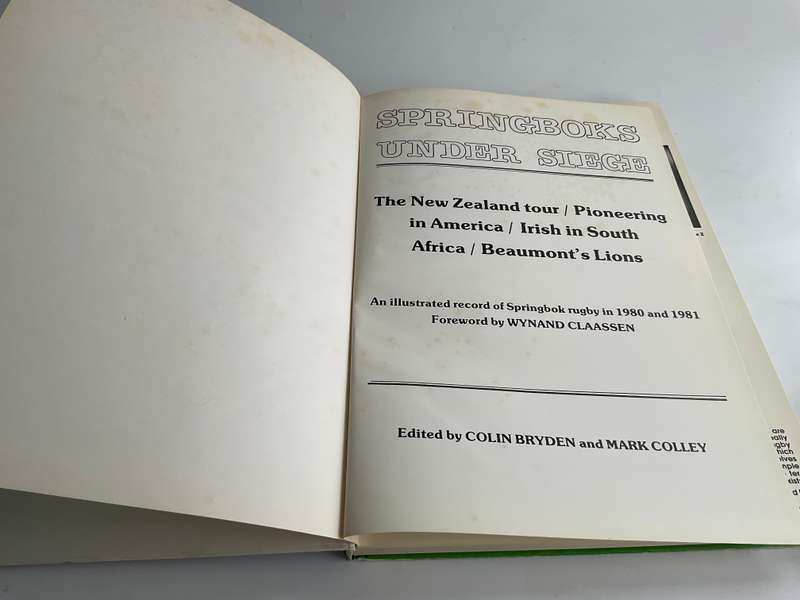 SPRINGBOKS
UNDER SIEGE
The New Zealand tour / Pioneering
in America / Irish in South
Africa / Beaumont's Lions
An illustrated record of Springbok rugby in 1980 and 1981
Foreword by WYNAND CLAASSEN
Edited by COLIN BRYDEN and MARK COLLEY
are